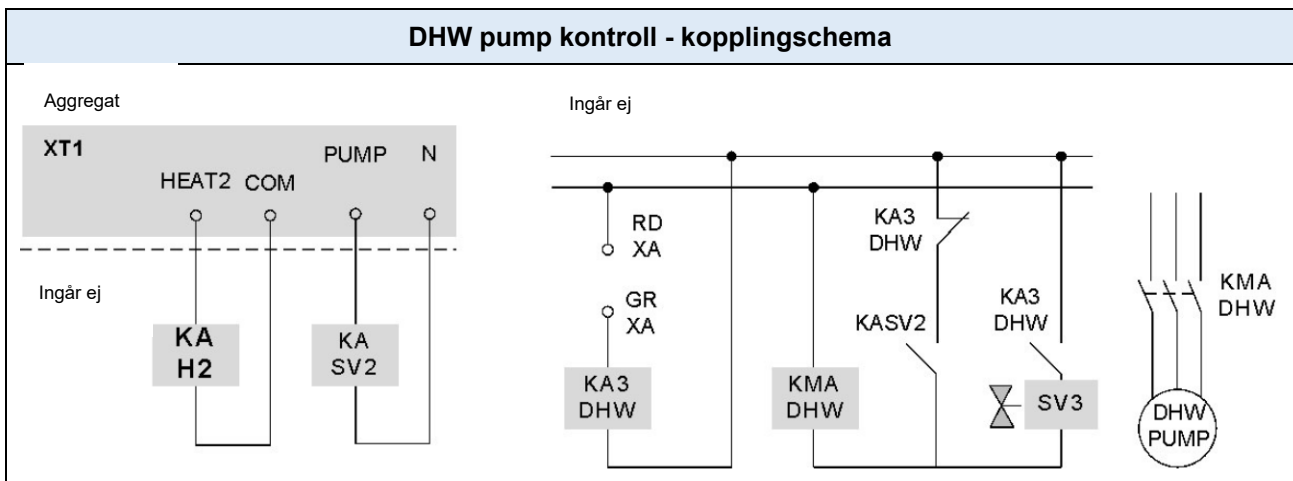 DHW pump kontroll - kopplingschema
Aggregat
XT1
HEAT2
COM
PUMP
N
Ingår ej
KA
H2
KA
SV2
Ingår ej
RD
XA
GR
XA
KA3
DHW
KMA
DHW
KA3
DHW
KASV2
KA3
DHW
SV3
KMA
DHW
DHW
PUMP